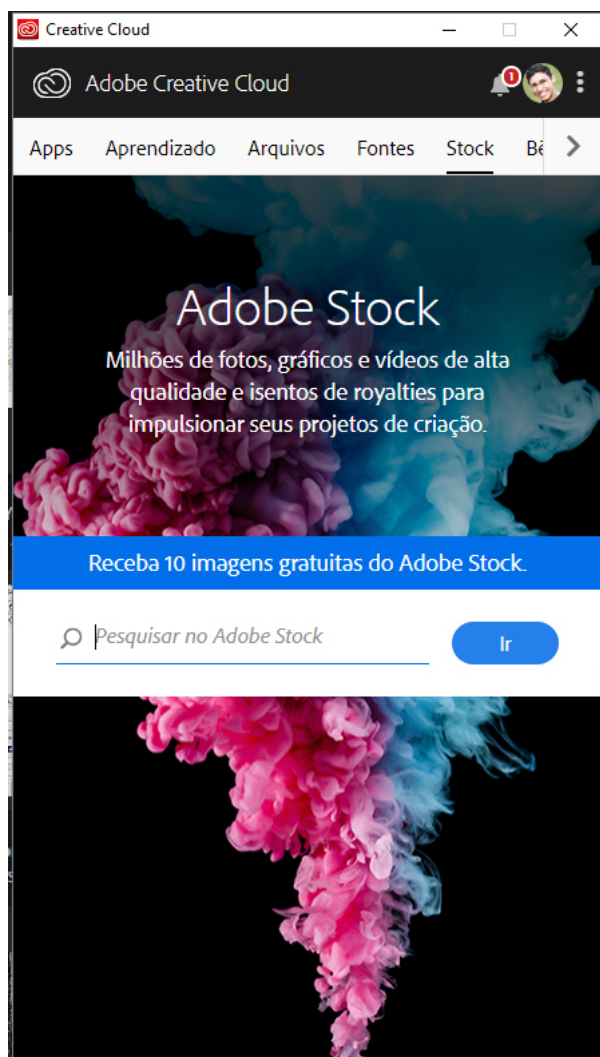 Creative Cloud
Adobe Creative Cloud
1
Apps Aprendizado Arquivos Fontes Stock
Adobe Stock
Milhões de fotos, gráficos e vídeos de alta
qualidade e isentos de royalties para
impulsionar seus projetos de criação.
Receba 10 imagens gratuitas do Adobe Stock.
Pesquisar no Adobe Stock
Ir